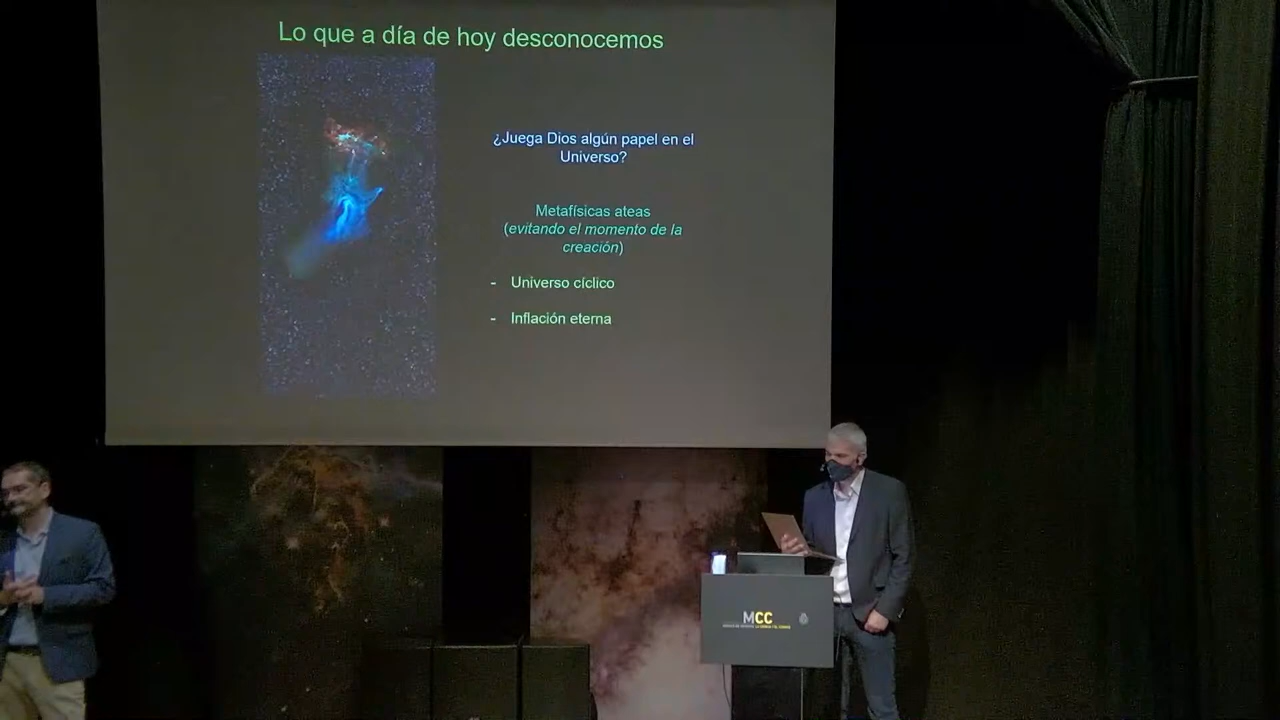 Lo que a día de hoy desconocemos
¿Juega Dios algún papel en el
Universo?
Metafísicas ateas
(evitando el momento de la
creación)
- Universo cíclico
- Inflación eterna
MCC